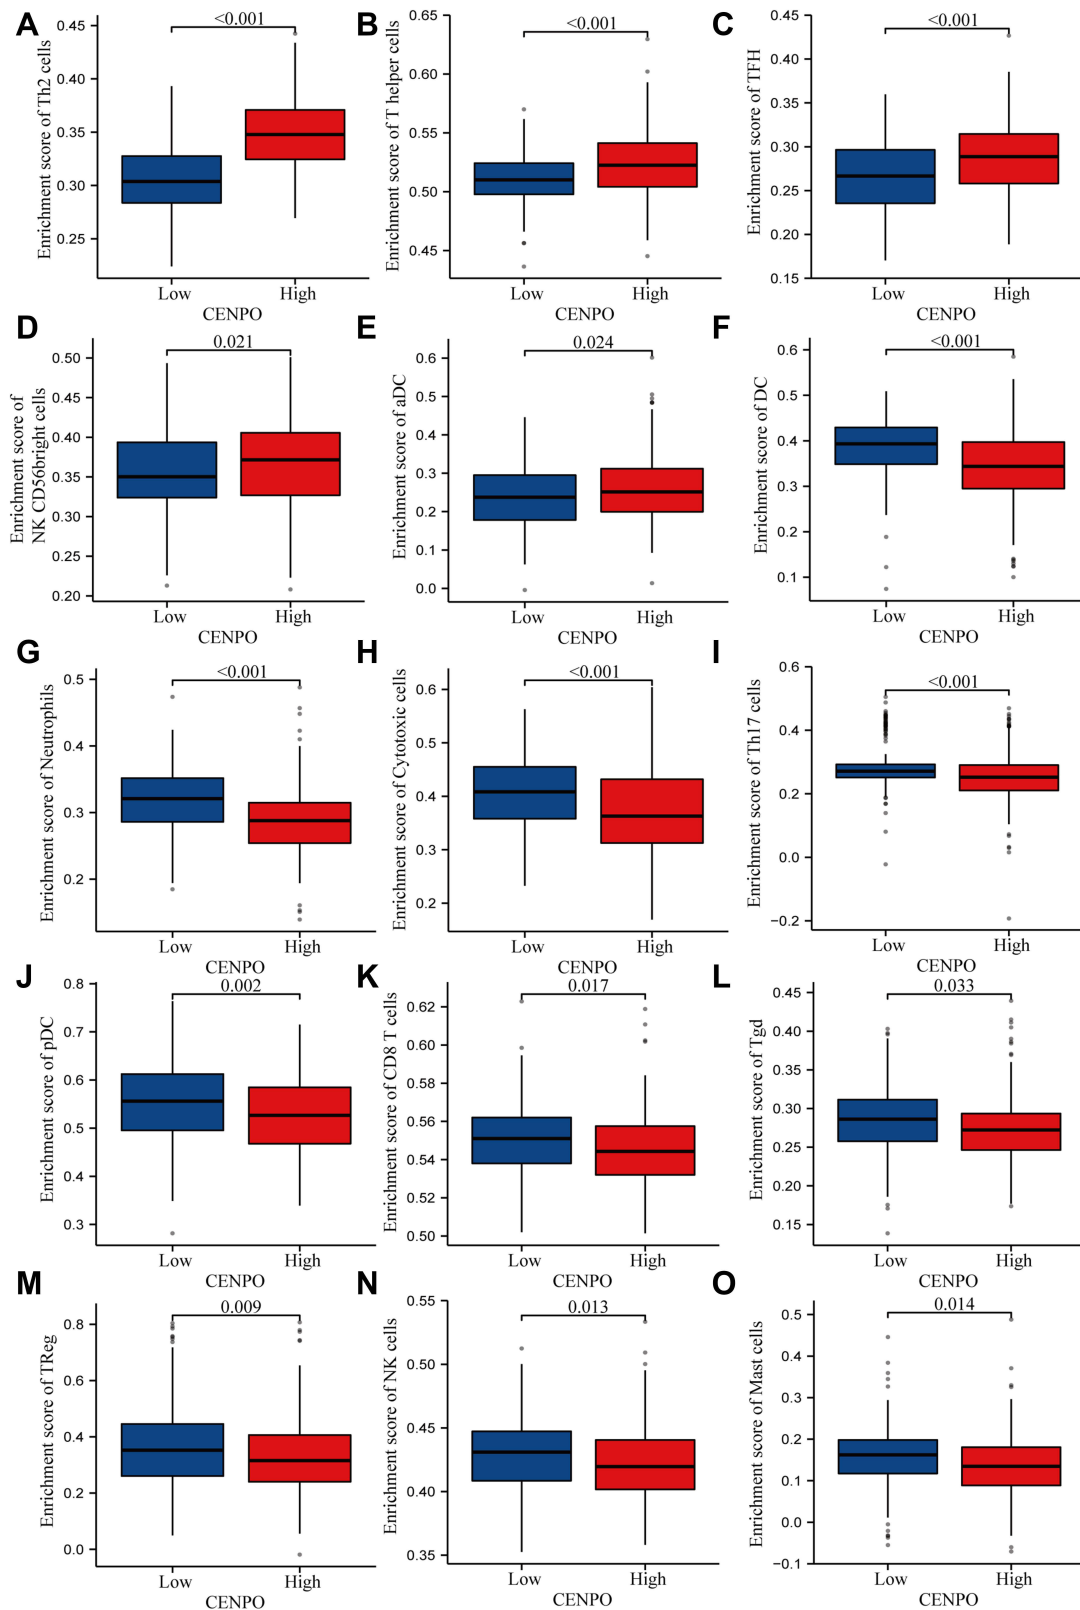 A
Enrichment score of Th2 cells
0.45
0.40
0.35
0.30
0.25
<0.001
Low
High
CENPO
B
Enrichment score of T helper cells
0.65
0.60
0.55
0.50
0.45
<0.001
Low
High
CENPO
C
Enrichment score of TFH
0.45
0.40
0.35
0.30
0.25
0.20
0.15
<0.001
Low
High
CENPO
D
Enrichment score of
NK CD56bright cells
0.50
0.45
0.40
0.35
0.30
0.25
0.20
0.021
Low
High
CENPO
E
Enrichment score of aDC
0.6
0.5
0.4
0.3
0.2
0.1
0.0
0.024
Low
High
CENPO
F
Enrichment score of DC
0.6
0.5
0.4
0.3
0.2
0.1
<0.001
Low
High
CENPO
G
Enrichment score of Neutrophils
0.5
0.4
0.3
0.2
<0.001
Low
High
CENPO
H
Enrichment score of Cytotoxic cells
0.6
0.5
0.4
0.3
0.2
<0.001
Low
High
CENPO
I
Enrichment score of Th17 cells
0.6
0.4
0.2
0.0
−0.2
<0.001
Low
High
CENPO
J
Enrichment score of pDC
0.8
0.7
0.6
0.5
0.4
0.3
0.002
Low
High
CENPO
K
Enrichment score of CD8 T cells
0.62
0.60
0.58
0.56
0.54
0.52
0.50
0.017
Low
High
CENPO
L
Enrichment score of Tgd
0.45
0.40
0.35
0.30
0.25
0.20
0.15
0.033
Low
High
CENPO
M
Enrichment score of TReg
0.8
0.6
0.4
0.2
0.0
0.009
Low
High
CENPO
N
Enrichment score of NK cells
0.55
0.50
0.45
0.40
0.35
0.013
Low
High
CENPO
O
Enrichment score of Mast cells
0.5
0.4
0.3
0.2
0.1
0.0
−0.1
0.014
Low
High
CENPO